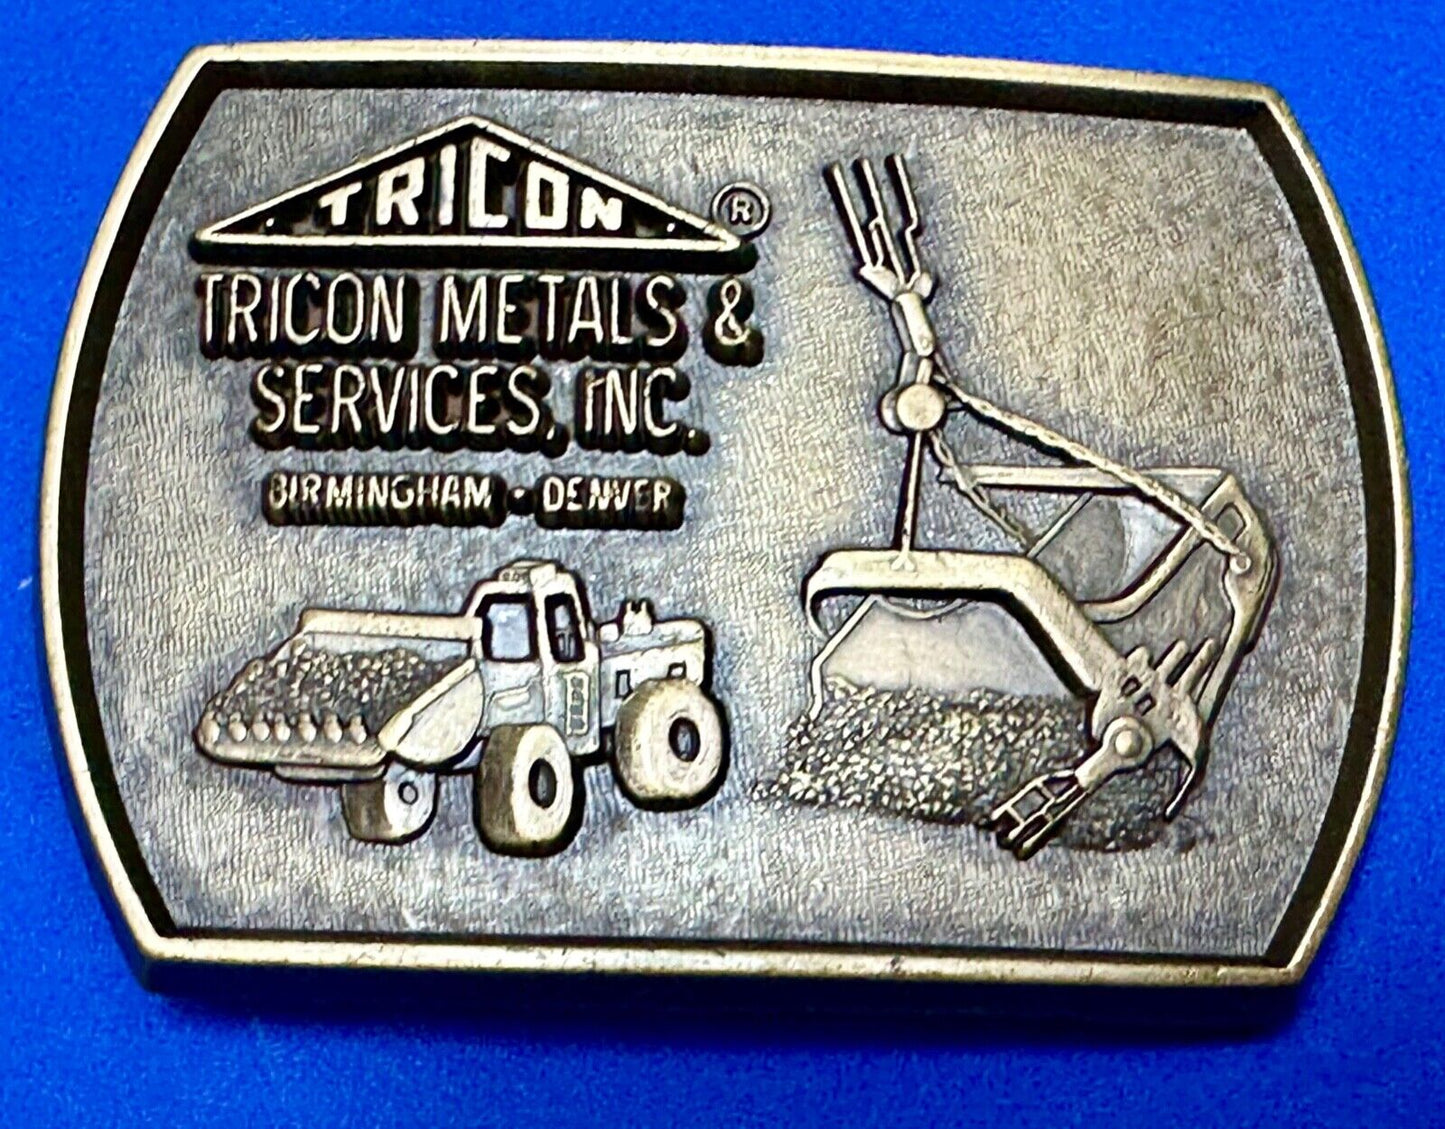 TRICON ®
TRICON METALS &
SERVICES, INC.
BIRMINGHAM • DENVER